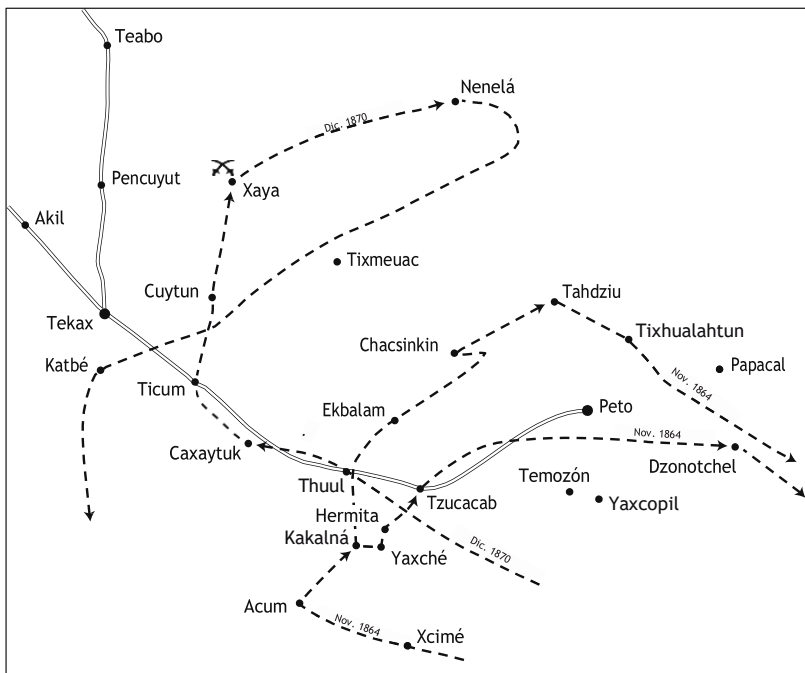 Teabo
Nenelá
Dic. 1870
Pencuyut
Xaya
Akil
Tixmeuac
Cuytun
Tahdziu
Tekax
Tixhualahtun
Chacsinkin
Katbé
Papacal
Ticum
Nov. 1864
Peto
Ekbalam
Nov. 1864
Caxaytuk
Dzonotchel
Thuul
Temozón
Tzucacab
Yaxcopil
Hermita
Kakalná
Yaxché
Dic. 1870
Acum
Nov. 1864
Xcimé